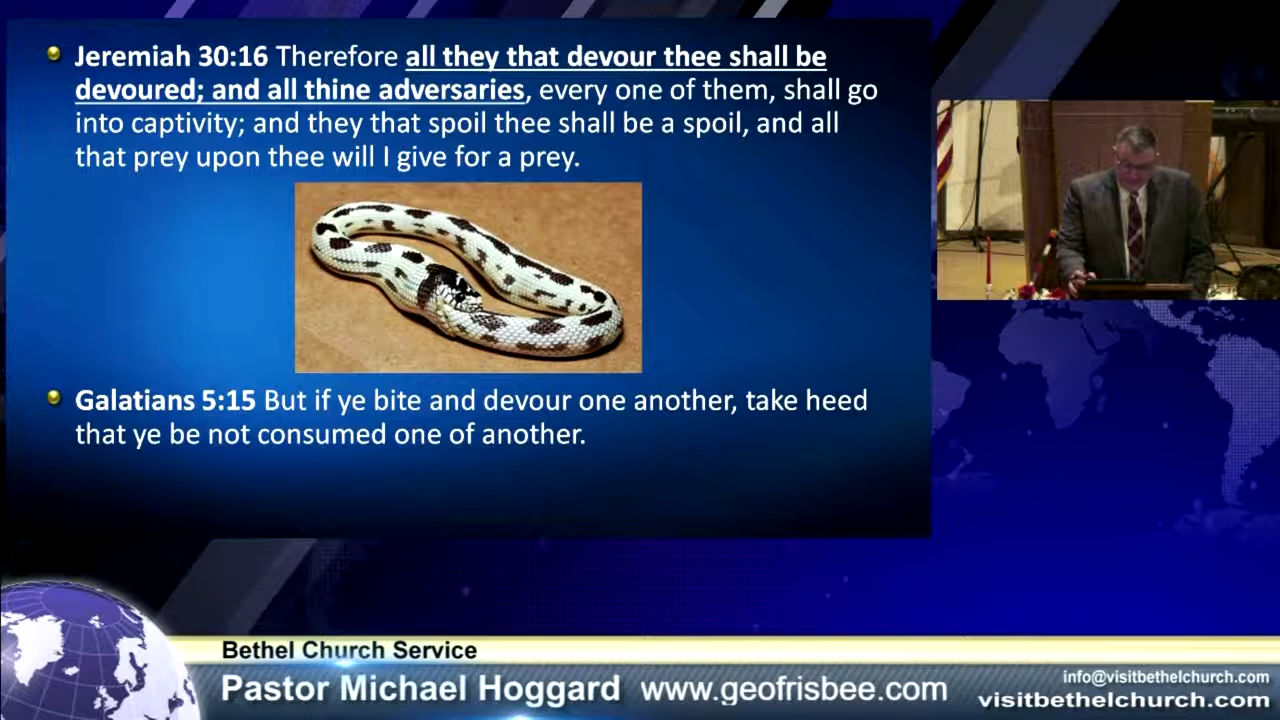 Jeremiah 30:16 Therefore all they that devour thee shall be
devoured; and all thine adversaries, every one of them, shall go
into captivity; and they that spoil thee shall be a spoil, and all
that prey upon thee will I give for a prey.
Galatians 5:15 But if ye bite and devour one another, take heed
that ye be not consumed one of another.
Bethel Church Service
Pastor Michael Hoggard www.geofrisbee.com
info@visitbethelchurch.com
visitbethelchurch.com